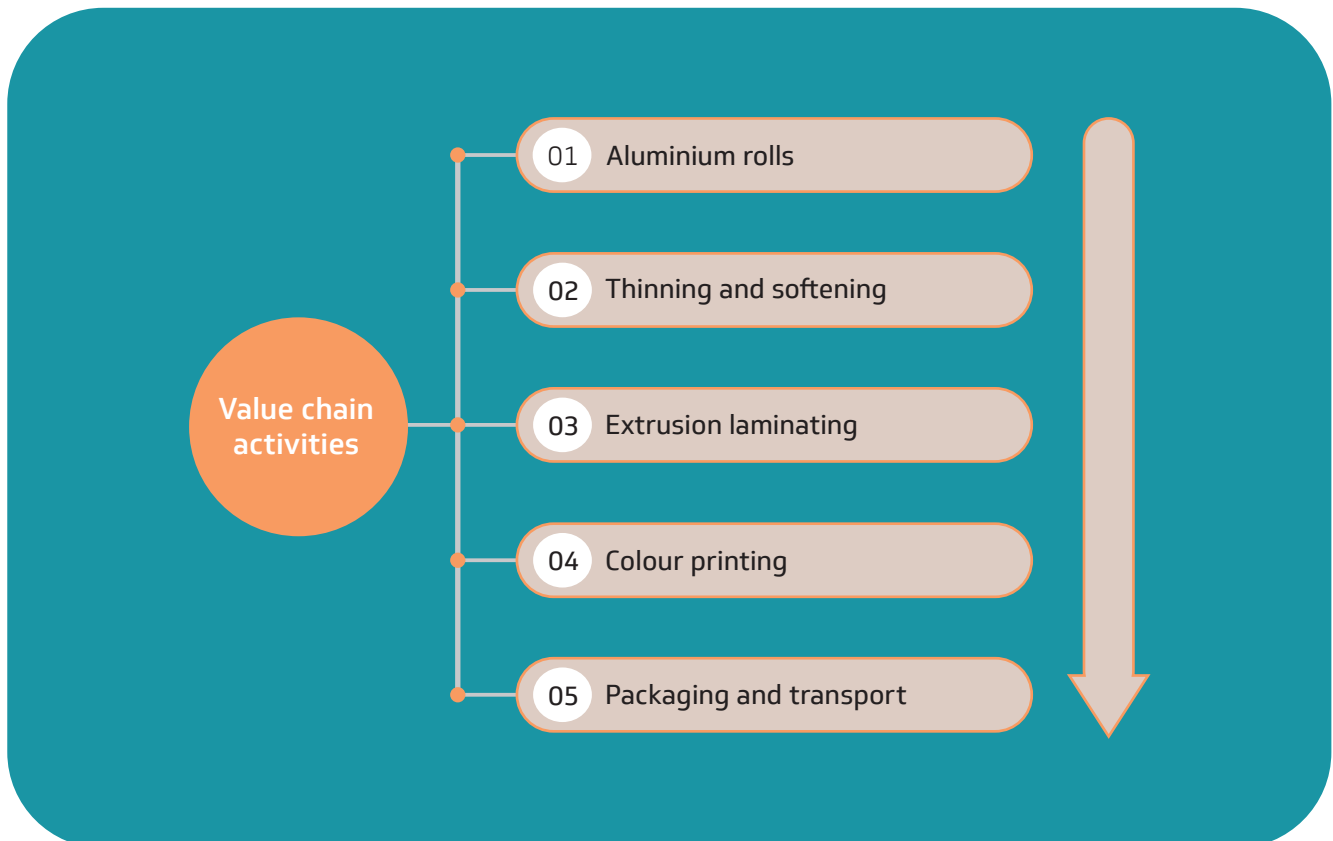 Value chain
activities
01 Aluminium rolls
02 Thinning and softening
03 Extrusion laminating
04 Colour printing
05 Packaging and transport